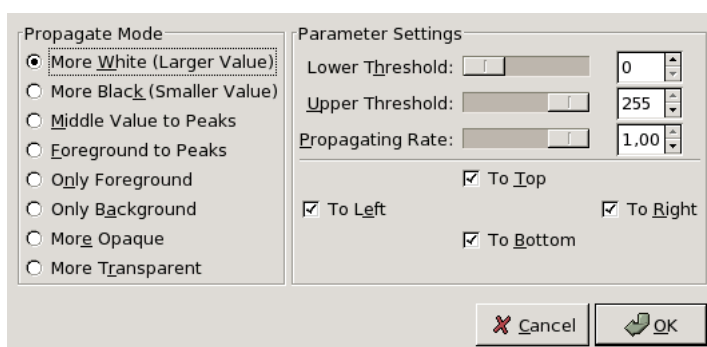 Propagate Mode
More White (Larger Value)
More Black (Smaller Value)
Middle Value to Peaks
Foreground to Peaks
Only Foreground
Only Background
More Opaque
More Transparent
Parameter Settings
Lower Threshold: 0
Upper Threshold: 255
Propagating Rate: 1,00
To Top
To Left To Right
To Bottom
Cancel OK